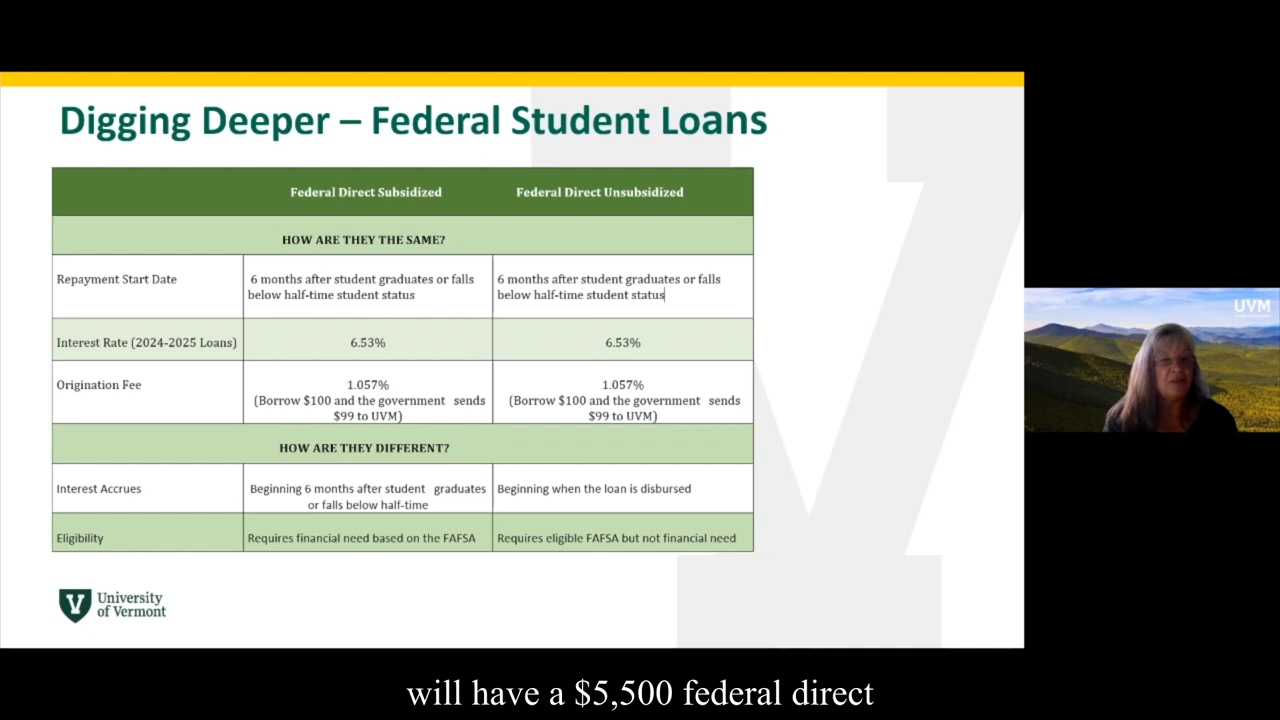 Digging Deeper – Federal Student Loans
Federal Direct Subsidized
Federal Direct Unsubsidized
HOW ARE THEY THE SAME?
Repayment Start Date
6 months after student graduates or falls
below half-time student status
6 months after student graduates or falls
below half-time student status
Interest Rate (2024-2025 Loans)
6.53%
6.53%
Origination Fee
1.057%
(Borrow $100 and the government sends
$99 to UVM)
1.057%
(Borrow $100 and the government sends
$99 to UVM)
HOW ARE THEY DIFFERENT?
Interest Accrues
Beginning 6 months after student graduates
or falls below half-time
Beginning when the loan is disbursed
Eligibility
Requires financial need based on the FAFSA
Requires eligible FAFSA but not financial need
V
University
of Vermont
UVM
will have a $5,500 federal direct